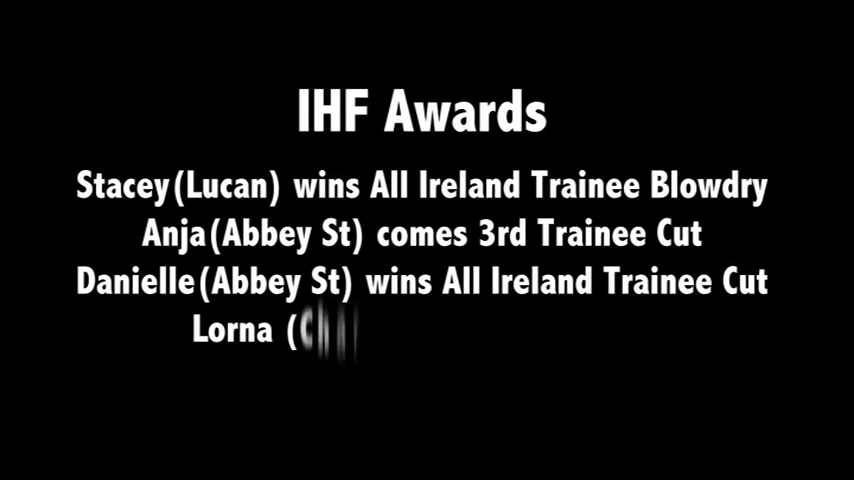 IHF Awards
Stacey(Lucan) wins All Ireland Trainee Blowdry
Anja(Abbey St) comes 3rd Trainee Cut
Danielle(Abbey St) wins All Ireland Trainee Cut
Lorna